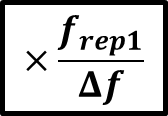 × f_rep1
Δf